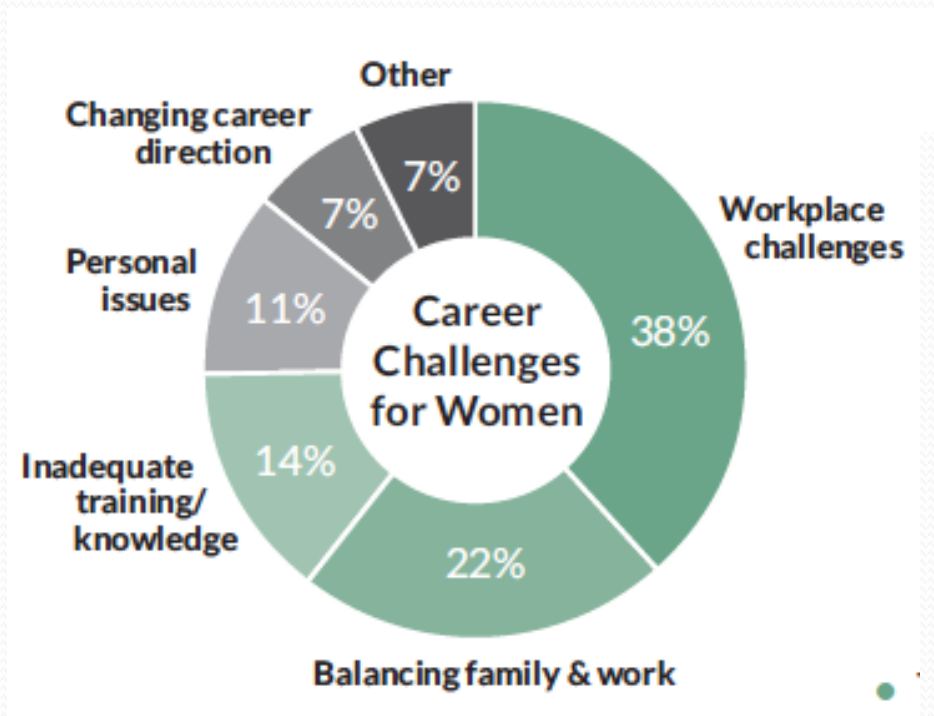 Other
7%
Changing career
direction
7%
Workplace
challenges
38%
Personal
issues
11%
Career
Challenges
for Women
Inadequate
training/
knowledge
14%
22%
Balancing family & work